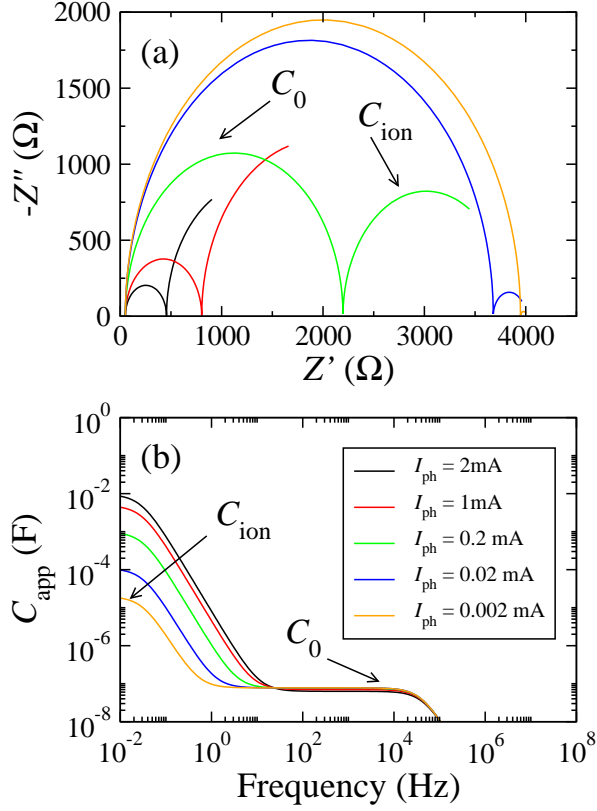 2000
(a)
C0
1500
Cion
1000
-Z'' (Ω)
500
0
0 1000 2000 3000 4000
Z' (Ω)
10^0
(b)
Iph = 2mA
10^-2
Iph = 1mA
Cion
Iph = 0.2 mA
10^-4
Iph = 0.02 mA
Capp (F)
Iph = 0.002 mA
10^-6
C0
10^-8
10^-2 10^0 10^2 10^4 10^6 10^8
Frequency (Hz)